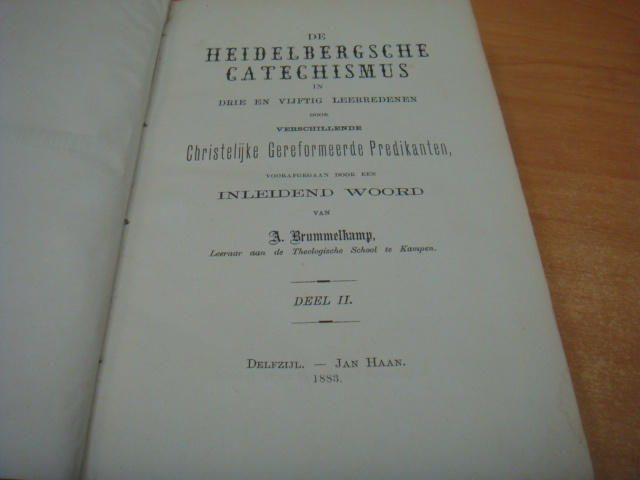 DE
HEIDELBERGSCHE
CATECHISMUS
IN
DRIE EN VIJFTIG LEERREDENEN
DOOR
VERSCHILLENDE
Christelijke Gereformeerde Predikanten,
VOORAFGEGAAN DOOR EEN
INLEIDEND WOORD
VAN
A. Brummelkamp,
Leeraar aan de Theologische School te Kampen.
DEEL II.
DELFZIJL. — JAN HAAN.
1883.